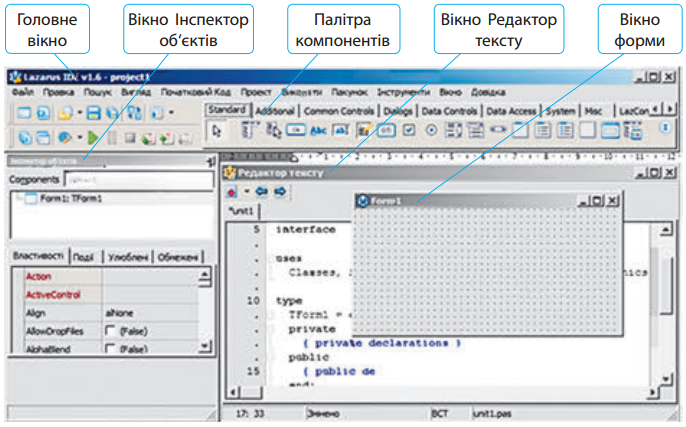 Головне вікно
Вікно Інспектор об‘єктів
Палітра компонентів
Вікно Редактор тексту
Вікно форми
Lazarus IDE v1.6 - project1
Файл Правка Пошук Вигляд Початковий Код Проект Виконати Пакунок Інструменти Вікно Довідка
Standard Additional Common Controls Dialogs Data Controls Data Access System Misc LazCon
Інспектор об'єктів
Components
Form1: TForm1
Властивості Події Улюблені Обмежені
Action
ActiveControl
Align alNone
AllowDropFiles (False)
AlphaBlend (False)
Редактор тексту
*unit1
5 interface
uses
Classes,
10 type
TForm1 =
private
{ private declarations }
public
15 { public de
end;
Form1
17: 33 Змінено ВСТ unit1.pas